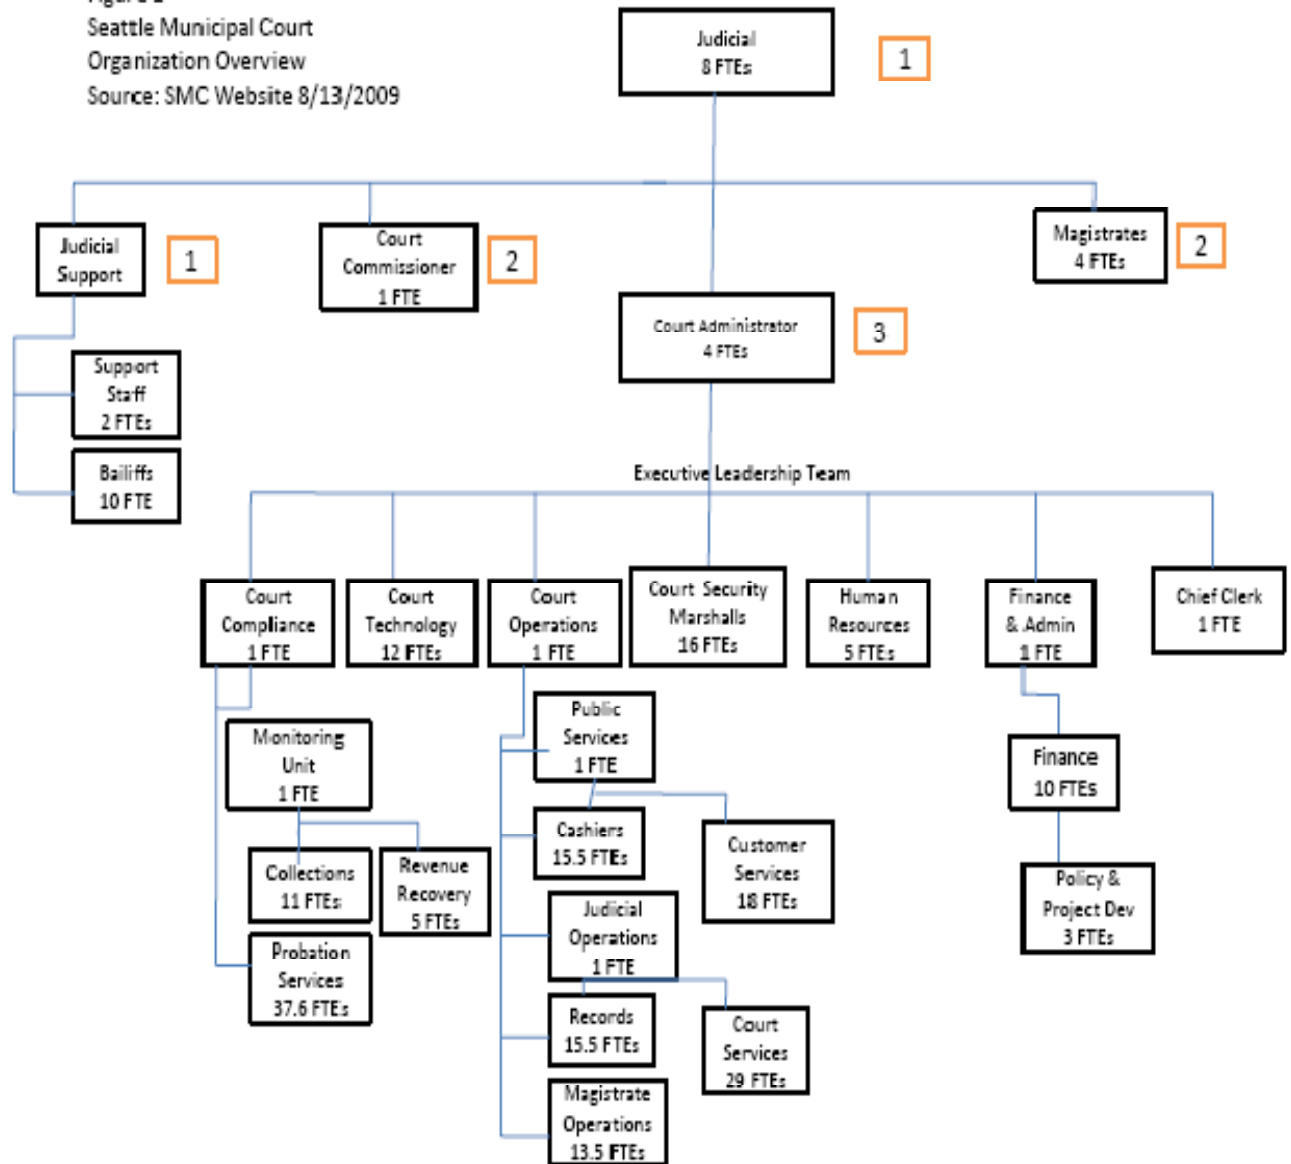 Seattle Municipal Court
Organization Overview
Source: SMC Website 8/13/2009
Judicial
8 FTEs
1
Judicial
Support
1
Court
Commissioner
1 FTE
2
Magistrates
4 FTEs
2
Court Administrator
4 FTEs
3
Support
Staff
2 FTEs
Bailiffs
10 FTE
Executive Leadership Team
Court
Compliance
1 FTE
Court
Technology
12 FTEs
Court
Operations
1 FTE
Court Security
Marshalls
16 FTEs
Human
Resources
5 FTEs
Finance
& Admin
1 FTE
Chief Clerk
1 FTE
Monitoring
Unit
1 FTE
Collections
11 FTEs
Revenue
Recovery
5 FTEs
Probation
Services
37.6 FTEs
Public
Services
1 FTE
Cashiers
15.5 FTEs
Customer
Services
18 FTEs
Judicial
Operations
1 FTE
Records
15.5 FTEs
Court
Services
29 FTEs
Magistrate
Operations
13.5 FTEs
Finance
10 FTEs
Policy &
Project Dev
3 FTEs